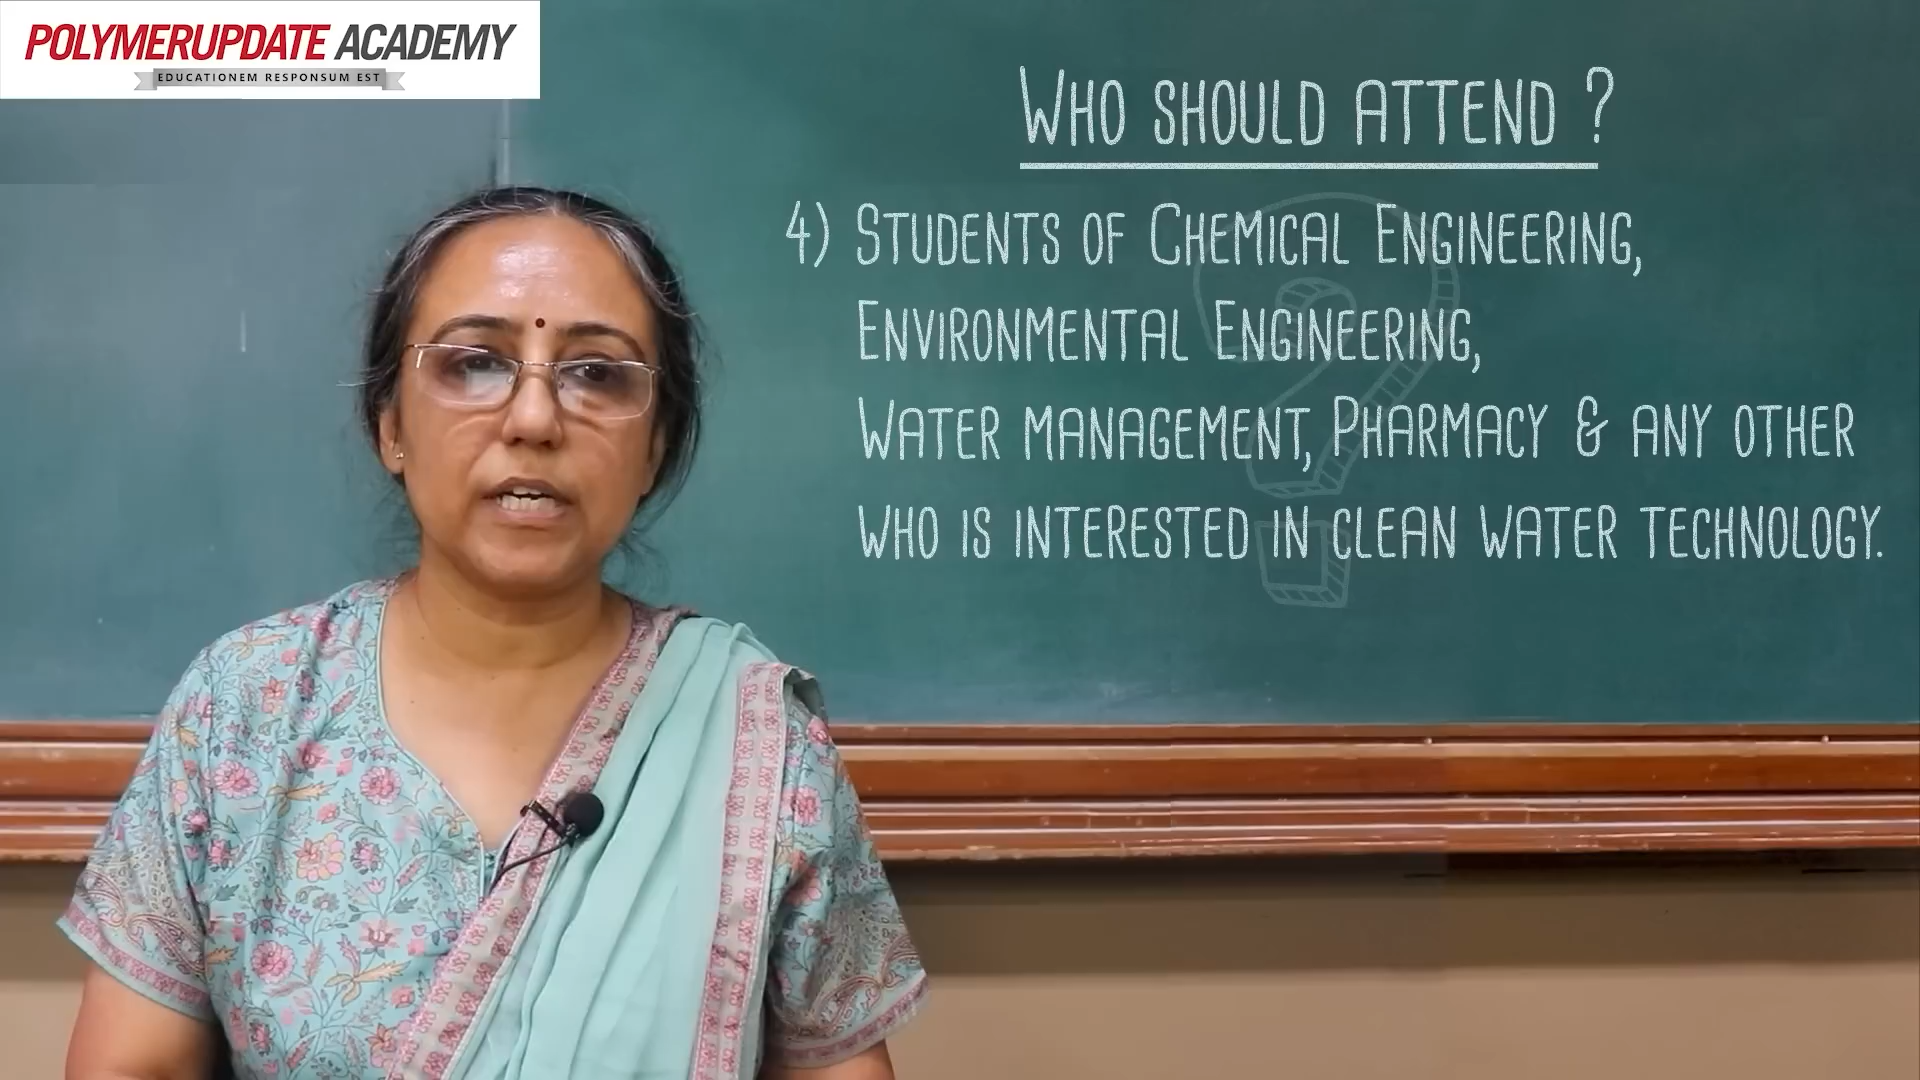 POLYMERUPDATE ACADEMY
EDUCATIONEM RESPONSUM EST
WHO SHOULD ATTEND ?
4) STUDENTS OF CHEMICAL ENGINEERING,
ENVIRONMENTAL ENGINEERING,
WATER MANAGEMENT, PHARMACY & ANY OTHER
WHO IS INTERESTED IN CLEAN WATER TECHNOLOGY.